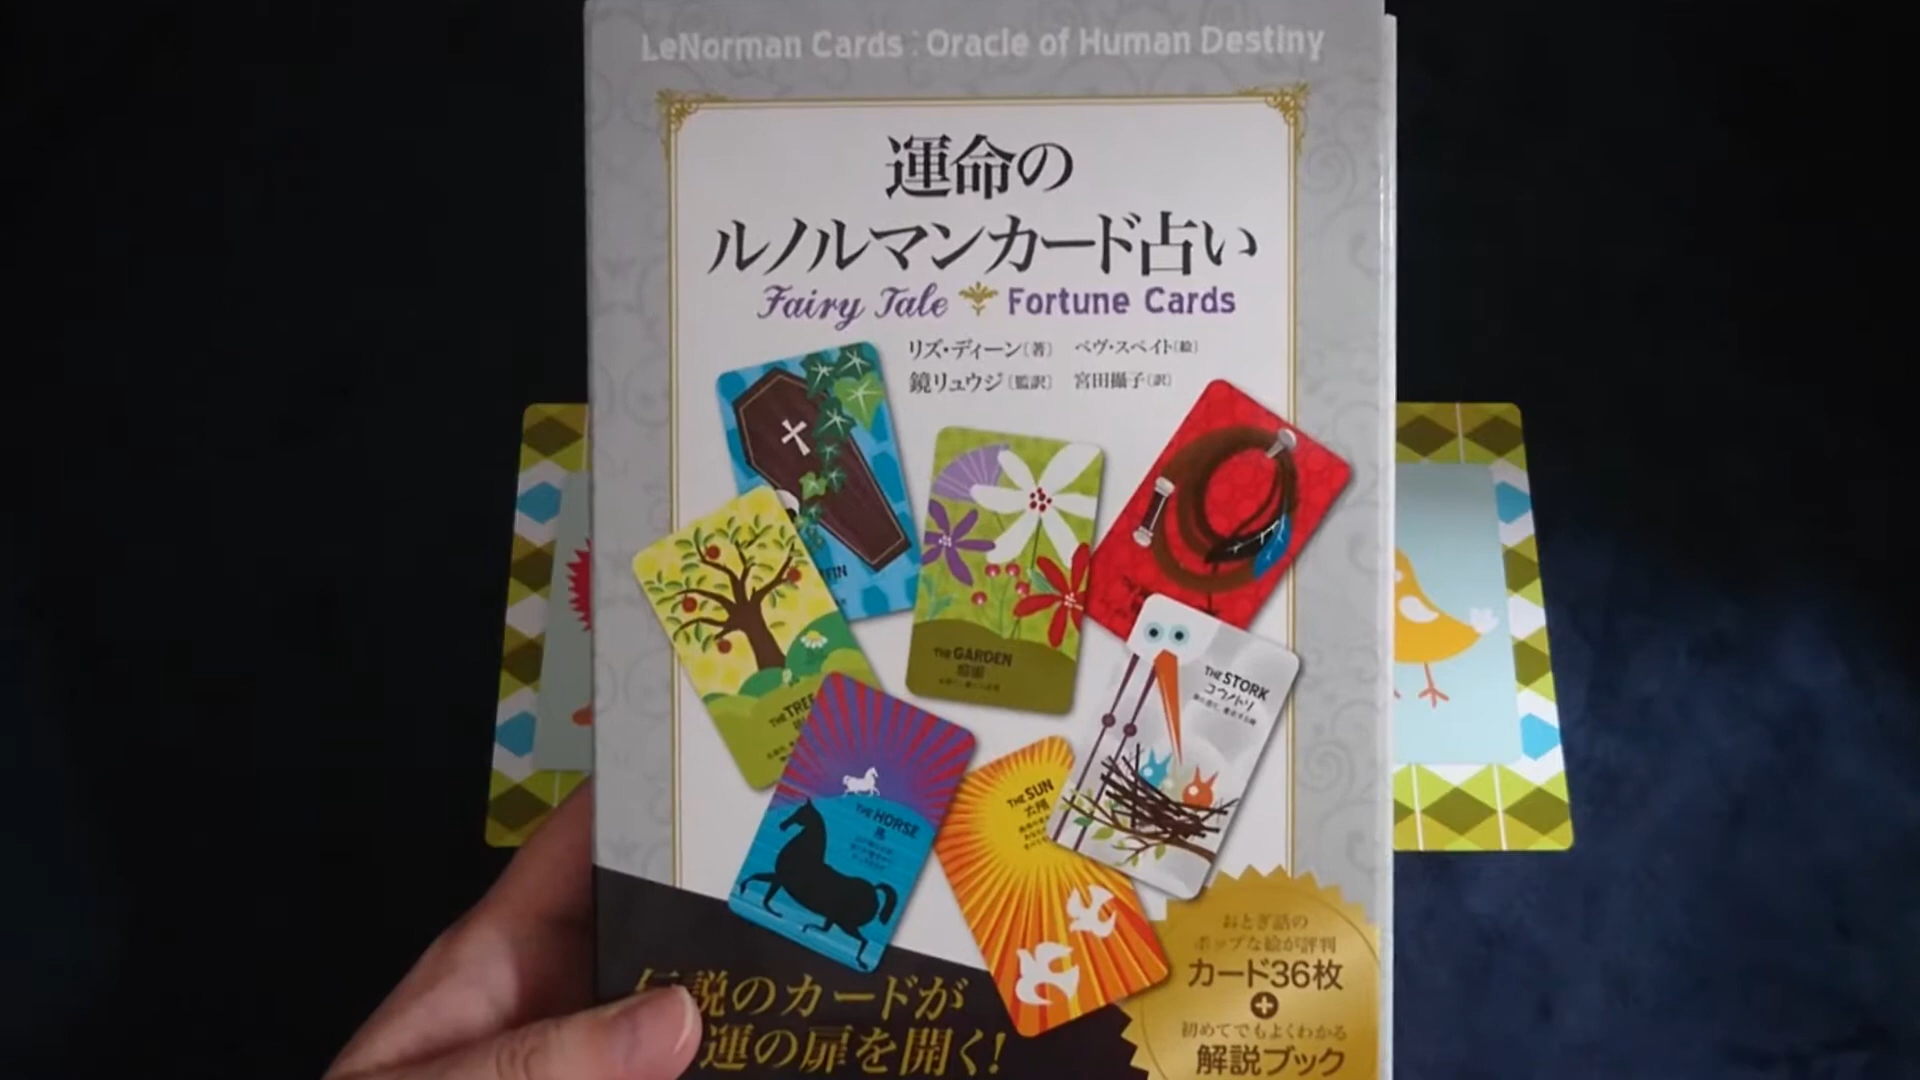 LeNorman Cards : Oracle of Human Destiny
運命の
ルノルマンカード占い
Fairy Tale Fortune Cards
リズ・ディーン〔著〕 ベヴ・スペイト〔絵〕
鏡リュウジ〔監訳〕 宮田攝子〔訳〕
THE GARDEN
THE STORK
コウノトリ
THE TREE
THE HORSE
馬
THE SUN
太陽
おとぎ話の
ポップな絵が評判
カード36枚
+
初めてでもよくわかる
解説ブック
伝説のカードが
運の扉を開く!